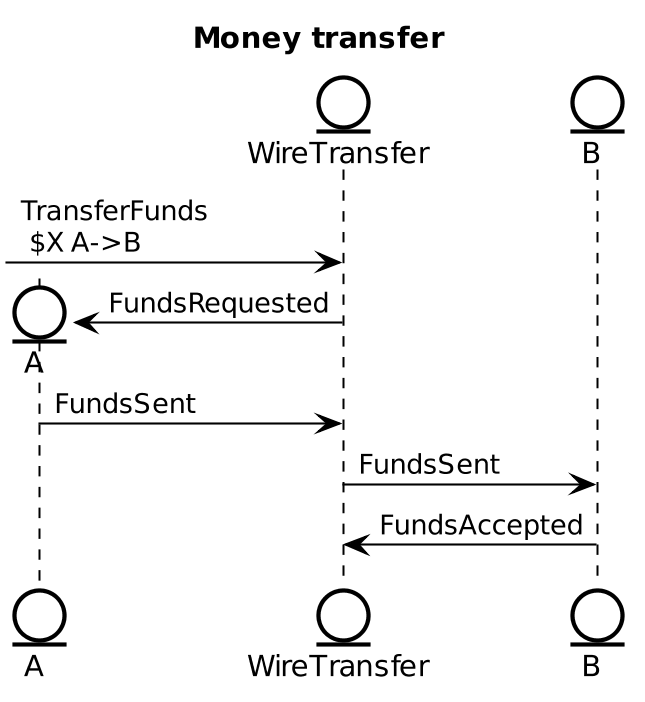 Money transfer
WireTransfer
B
TransferFunds
$X A->B
FundsRequested
A
FundsSent
FundsSent
FundsAccepted
A
WireTransfer
B